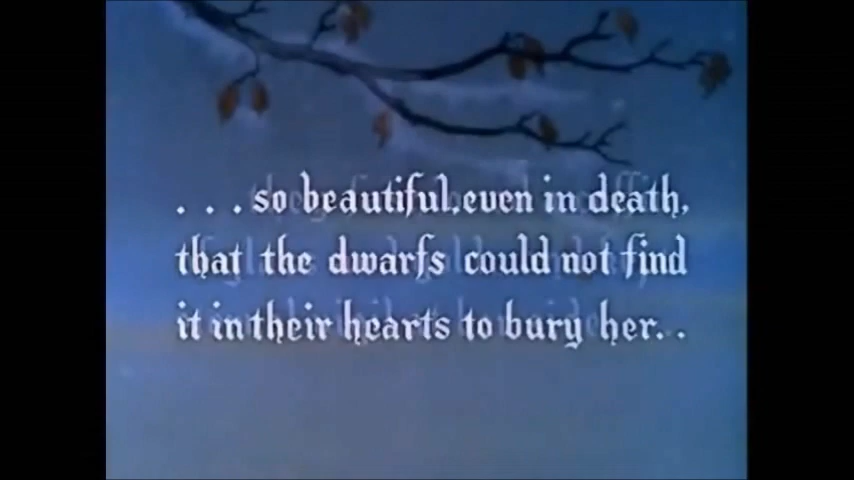 . . . so beautiful, even in death,
that the dwarfs could not find
it in their hearts to bury her. .